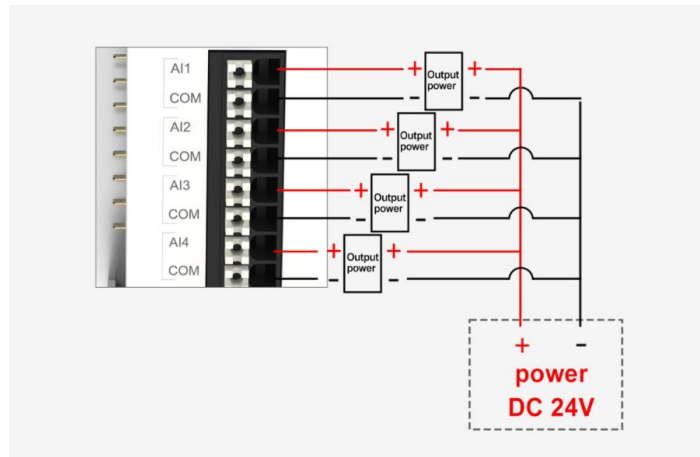 AI1
+ Output power +
COM
- -
AI2
+ Output power +
COM
- -
AI3
+ Output power +
COM
- -
AI4
+ Output power +
COM
- -
+ -
power
DC 24V